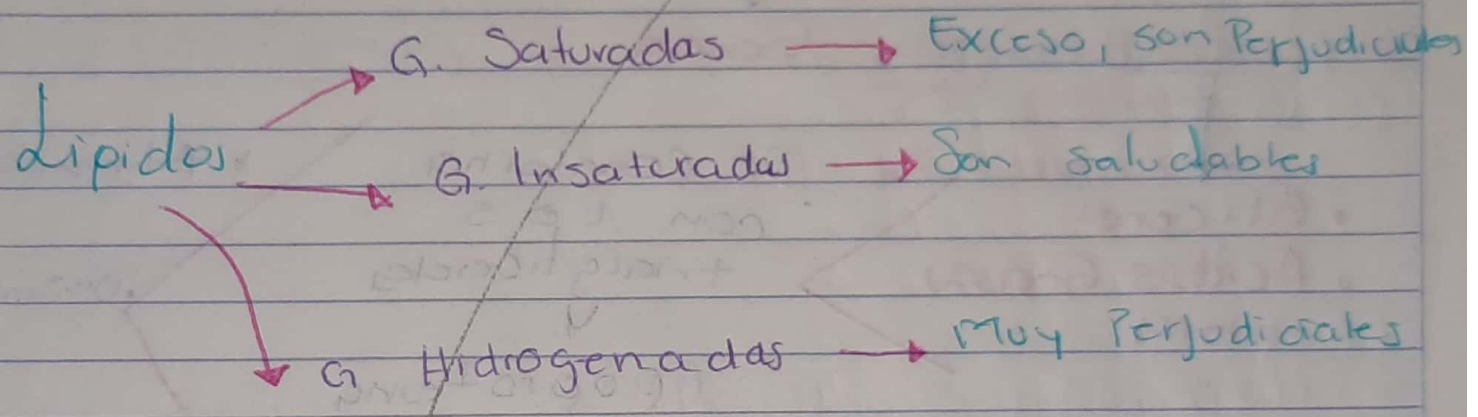 G. Saturadas → Exceso, son Perjudiciales
Lipidos
G. Insaturadas → Son saludables
G. Hidrogenadas → Muy Perjudiciales